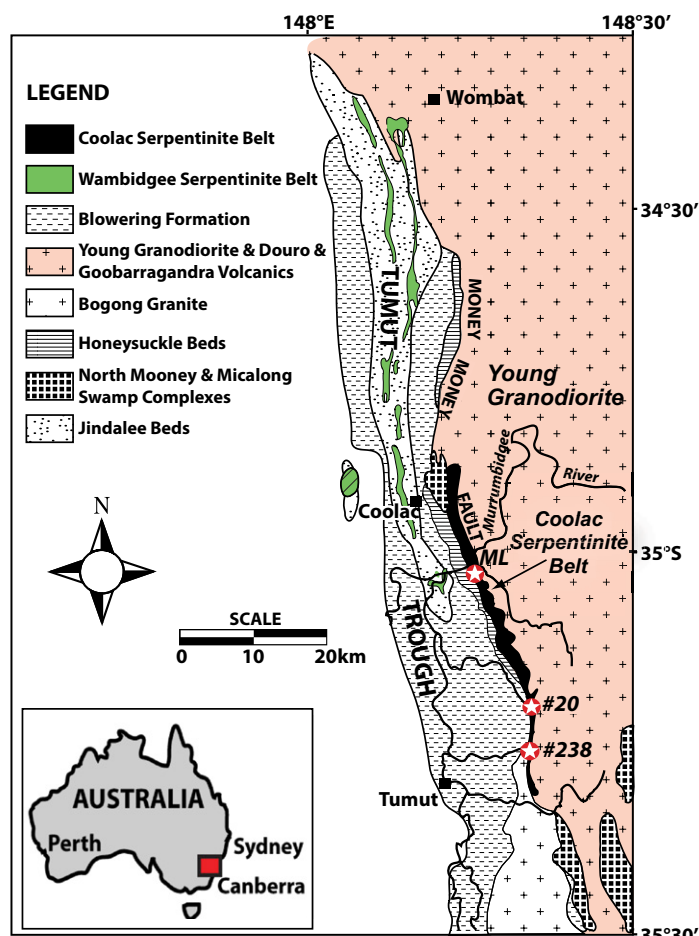 148°E
148°30'
LEGEND
Coolac Serpentinite Belt
Wambidgee Serpentinite Belt
Blowering Formation
Young Granodiorite & Douro &
Goobarragandra Volcanics
Bogong Granite
Honeysuckle Beds
North Mooney & Micalong
Swamp Complexes
Jindalee Beds
N
SCALE
0 10 20km
Wombat
34°30'
TUMUT
MONEY
MONEY
Young
Granodiorite
Murrumbidgee
River
FAULT
Coolac
Coolac
Serpentinite
Belt
35°S
ML
TROUGH
#20
#238
Tumut
35°30'
AUSTRALIA
Perth
Sydney
Canberra